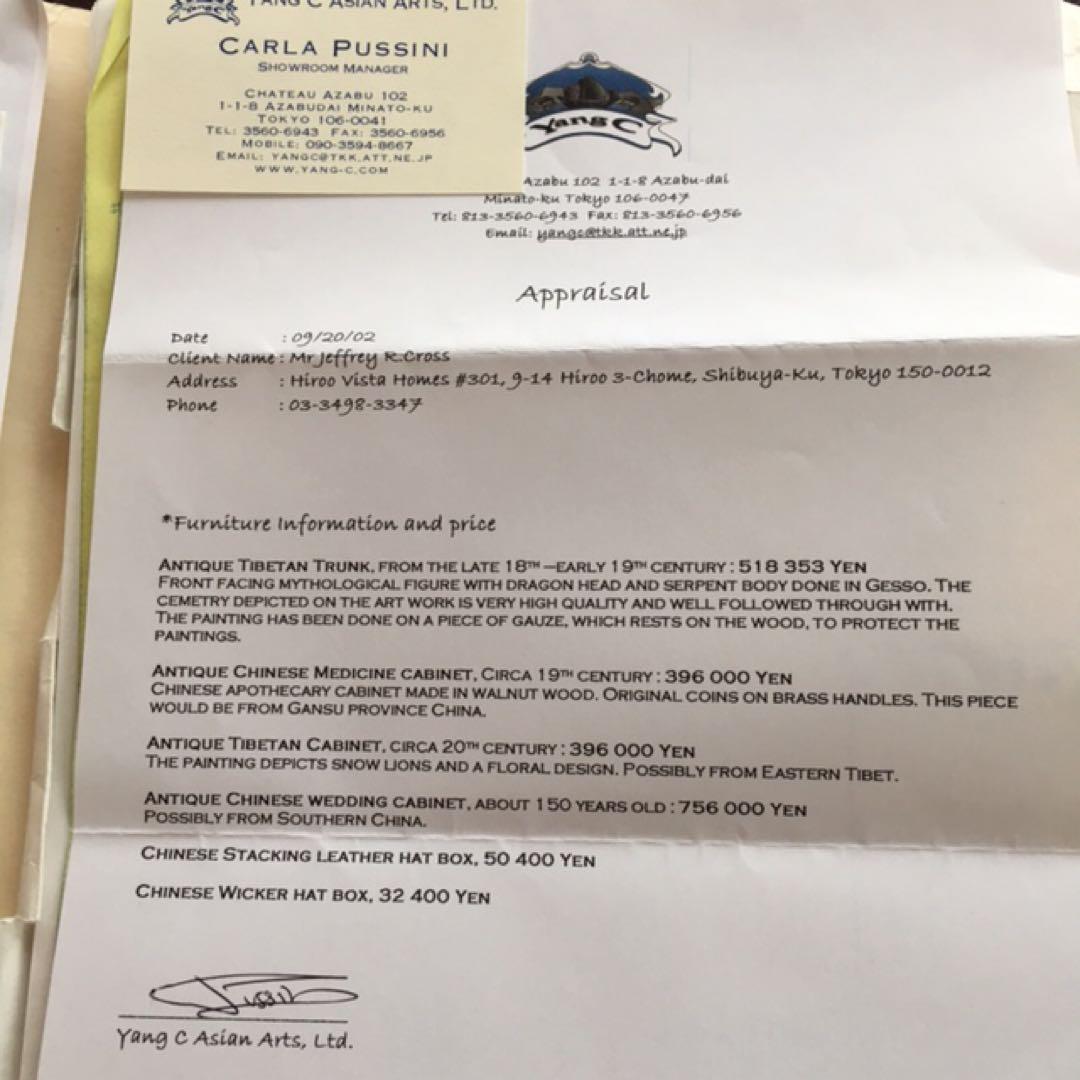 YANG C ASIAN ARTS, LTD.
CARLA PUSSINI
SHOWROOM MANAGER
CHATEAU AZABU 102
1-1-8 AZABUDAI MINATO-KU
TOKYO 106-0041
TEL: 3560-6943 FAX: 3560-6956
MOBILE: 090-3594-8667
EMAIL: YANGC@TKK.ATT.NE.JP
WWW.YANG-C.COM
Yang C
Azabu 102 1-1-8 Azabu-dai
Minato-ku Tokyo 106-0047
Tel: 813-3560-6943 Fax: 813-3560-6956
Email: yangc@tkk.att.ne.jp
Appraisal
Date : 09/20/02
Client Name : Mr Jeffrey R.Cross
Address : Hiroo Vista Homes #301, 9-14 Hiroo 3-Chome, Shibuya-Ku, Tokyo 150-0012
Phone : 03-3498-3347
*Furniture Information and price
ANTIQUE TIBETAN TRUNK, FROM THE LATE 18TH –EARLY 19TH CENTURY : 518 353 YEN
FRONT FACING MYTHOLOGICAL FIGURE WITH DRAGON HEAD AND SERPENT BODY DONE IN GESSO. THE
CEMETRY DEPICTED ON THE ART WORK IS VERY HIGH QUALITY AND WELL FOLLOWED THROUGH WITH.
THE PAINTING HAS BEEN DONE ON A PIECE OF GAUZE, WHICH RESTS ON THE WOOD, TO PROTECT THE
PAINTINGS.
ANTIQUE CHINESE MEDICINE CABINET, CIRCA 19TH CENTURY : 396 000 YEN
CHINESE APOTHECARY CABINET MADE IN WALNUT WOOD. ORIGINAL COINS ON BRASS HANDLES. THIS PIECE
WOULD BE FROM GANSU PROVINCE CHINA.
ANTIQUE TIBETAN CABINET, CIRCA 20TH CENTURY : 396 000 YEN
THE PAINTING DEPICTS SNOW LIONS AND A FLORAL DESIGN. POSSIBLY FROM EASTERN TIBET.
ANTIQUE CHINESE WEDDING CABINET, ABOUT 150 YEARS OLD : 756 000 YEN
POSSIBLY FROM SOUTHERN CHINA.
CHINESE STACKING LEATHER HAT BOX, 50 400 YEN
CHINESE WICKER HAT BOX, 32 400 YEN
Yang C Asian Arts, Ltd.